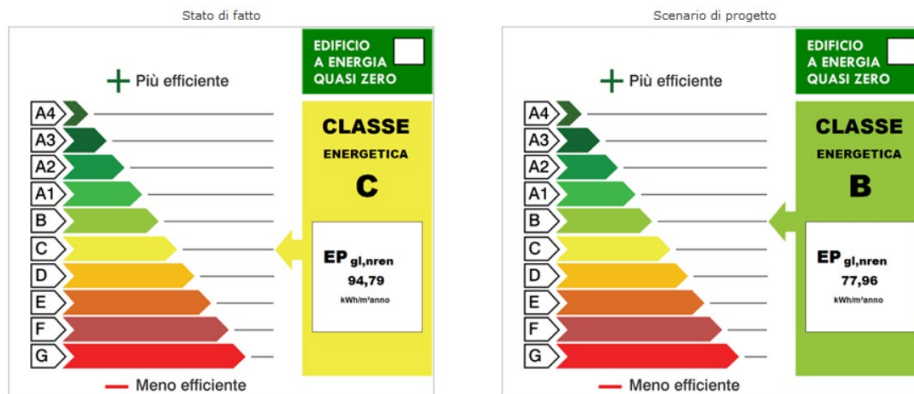 Stato di fatto
EDIFICIO
A ENERGIA
QUASI ZERO
Più efficiente
A4
A3
A2
A1
B
C
D
E
F
G
CLASSE
ENERGETICA
C
EP gl,nren
94,79
kWh/m²anno
Meno efficiente
Scenario di progetto
EDIFICIO
A ENERGIA
QUASI ZERO
Più efficiente
A4
A3
A2
A1
B
C
D
E
F
G
CLASSE
ENERGETICA
B
EP gl,nren
77,96
kWh/m²anno
Meno efficiente